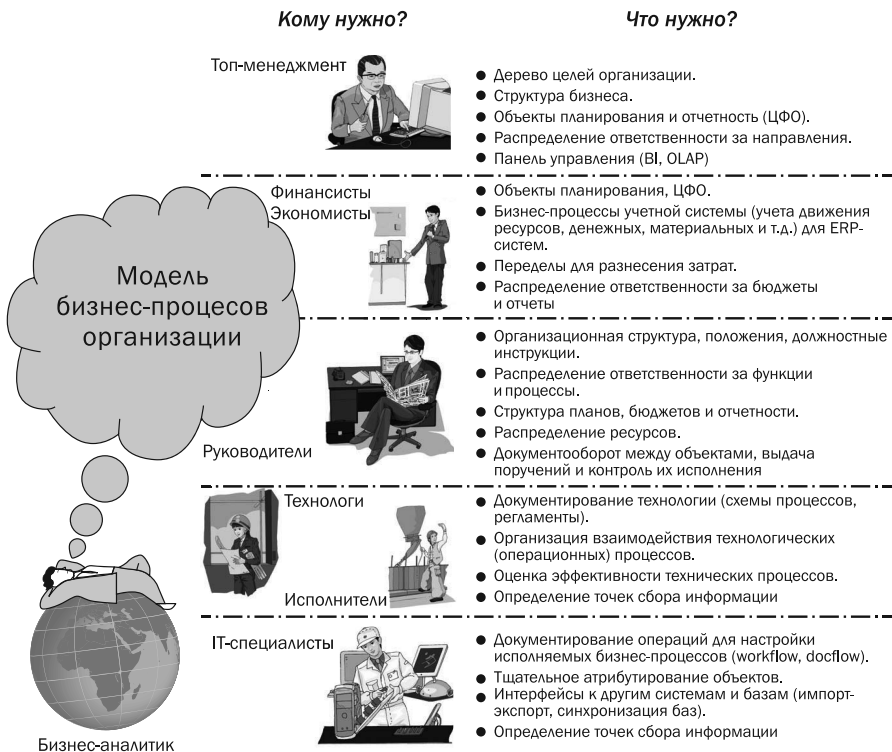 Кому нужно?
Что нужно?
Топ-менеджмент
● Дерево целей организации.
● Структура бизнеса.
● Объекты планирования и отчетность (ЦФО).
● Распределение ответственности за направления.
● Панель управления (BI, OLAP)
Финансисты
Экономисты
● Объекты планирования, ЦФО.
● Бизнес-процессы учетной системы (учета движения
ресурсов, денежных, материальных и т.д.) для ERP-
систем.
● Переделы для разнесения затрат.
● Распределение ответственности за бюджеты
и отчеты
Модель
бизнес-процесов
организации
Руководители
● Организационная структура, положения, должностные
инструкции.
● Распределение ответственности за функции
и процессы.
● Структура планов, бюджетов и отчетности.
● Распределение ресурсов.
● Документооборот между объектами, выдача
поручений и контроль их исполнения
Технологи
Исполнители
● Документирование технологии (схемы процессов,
регламенты).
● Организация взаимодействия технологических
(операционных) процессов.
● Оценка эффективности технических процессов.
● Определение точек сбора информации
IT-специалисты
● Документирование операций для настройки
исполняемых бизнес-процессов (workflow, docflow).
● Тщательное атрибутирование объектов.
● Интерфейсы к другим системам и базам (импорт-
экспорт, синхронизация баз).
● Определение точек сбора информации
Бизнес-аналитик